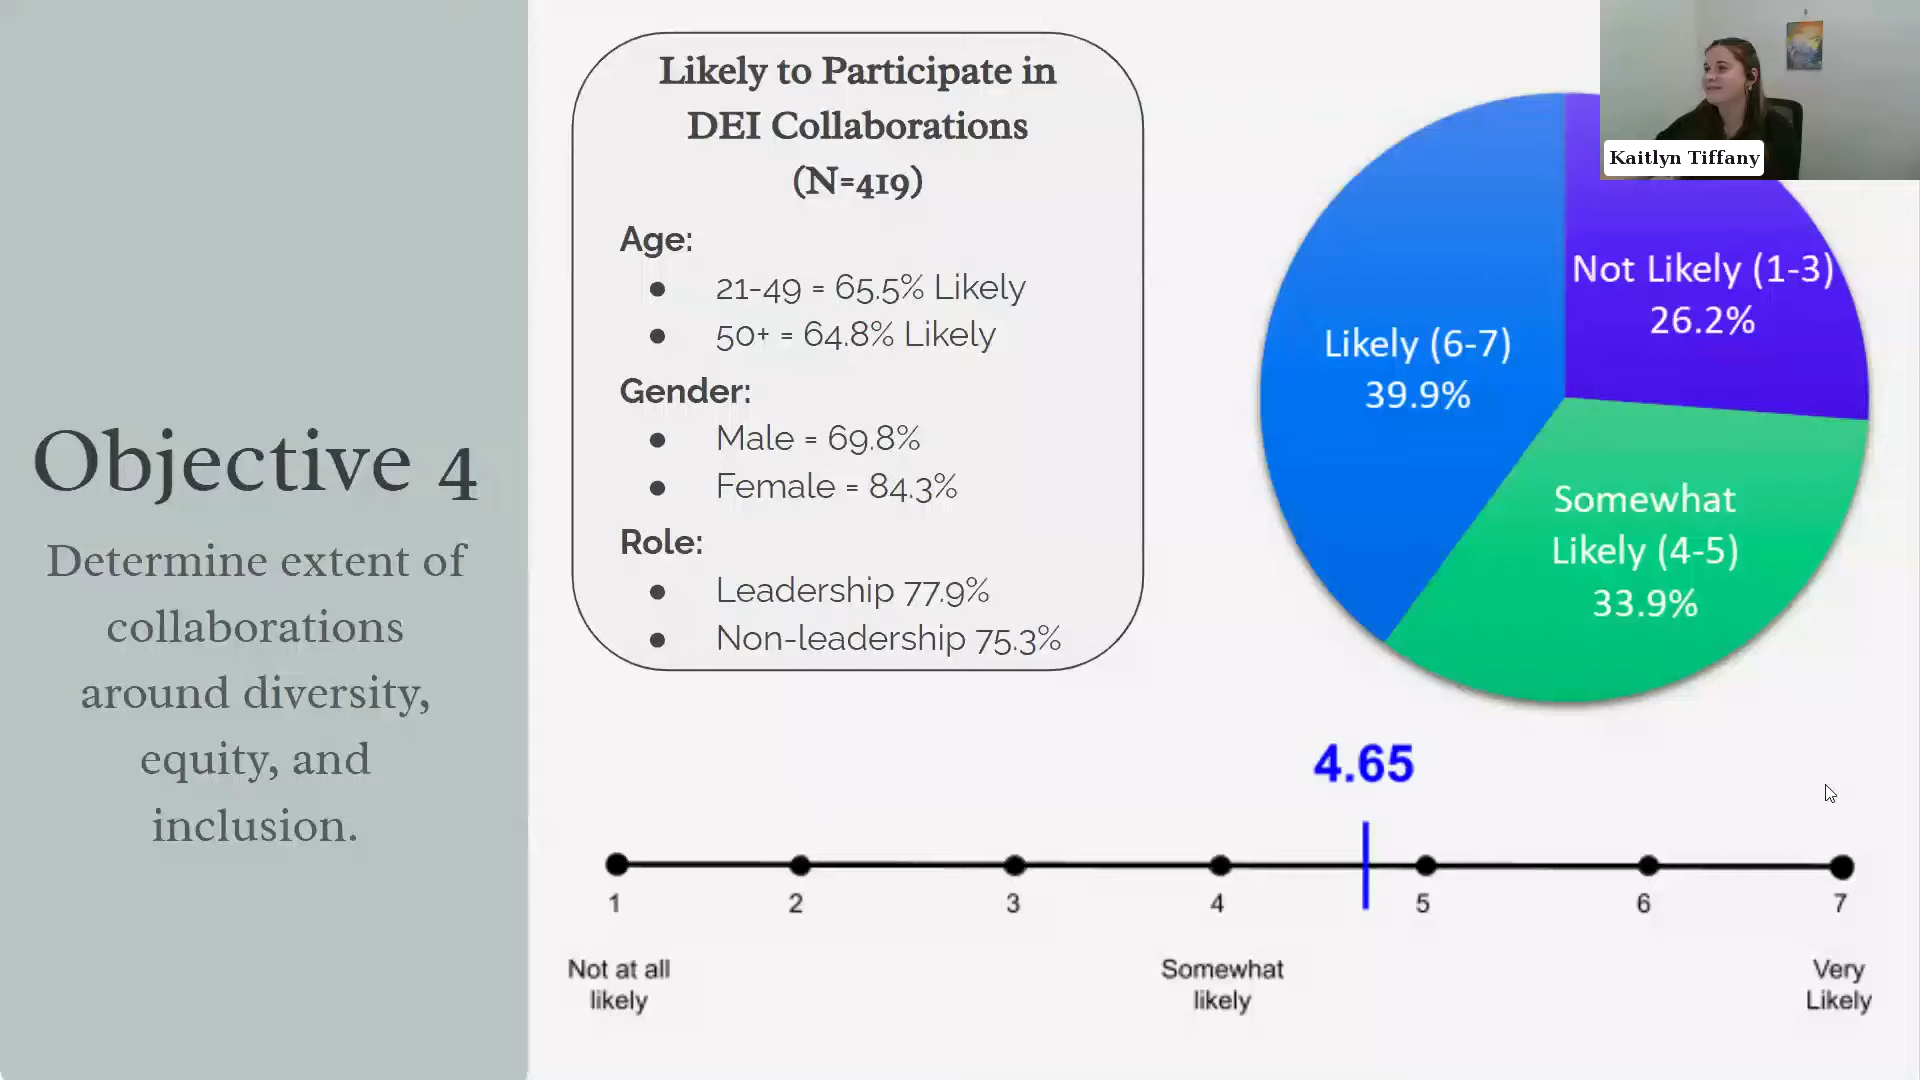 Objective 4
Determine extent of
collaborations
around diversity,
equity, and
inclusion.
Likely to Participate in
DEI Collaborations
(N=419)
Age:
● 21-49 = 65.5% Likely
● 50+ = 64.8% Likely
Gender:
● Male = 69.8%
● Female = 84.3%
Role:
● Leadership 77.9%
● Non-leadership 75.3%
Kaitlyn Tiffany
Not Likely (1-3)
26.2%
Likely (6-7)
39.9%
Somewhat
Likely (4-5)
33.9%
4.65
1 2 3 4 5 6 7
Not at all
likely
Somewhat
likely
Very
Likely